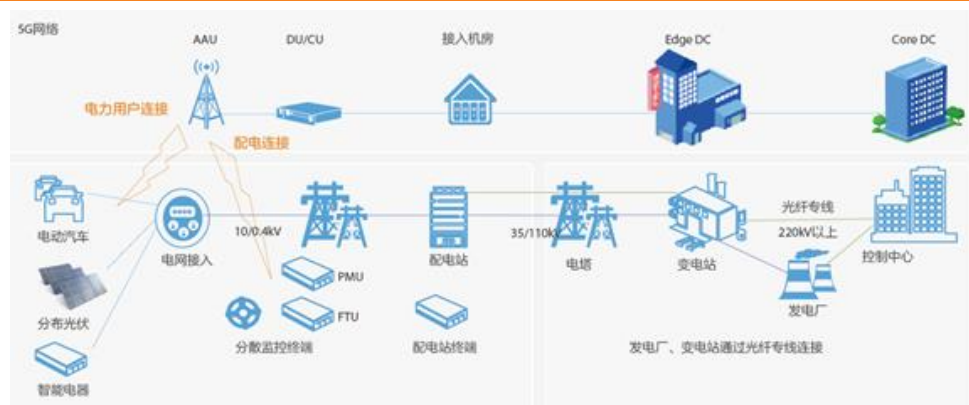 5G网络
AAU
DU/CU
接入机房
Edge DC
Core DC
电力用户连接
配电连接
电动汽车
电网接入
10/0.4kV
配电站
35/110kV
电塔
变电站
光纤专线
220kV以上
控制中心
PMU
发电厂
分布光伏
FTU
分散监控终端
配电站终端
发电厂、变电站通过光纤专线连接
智能电器